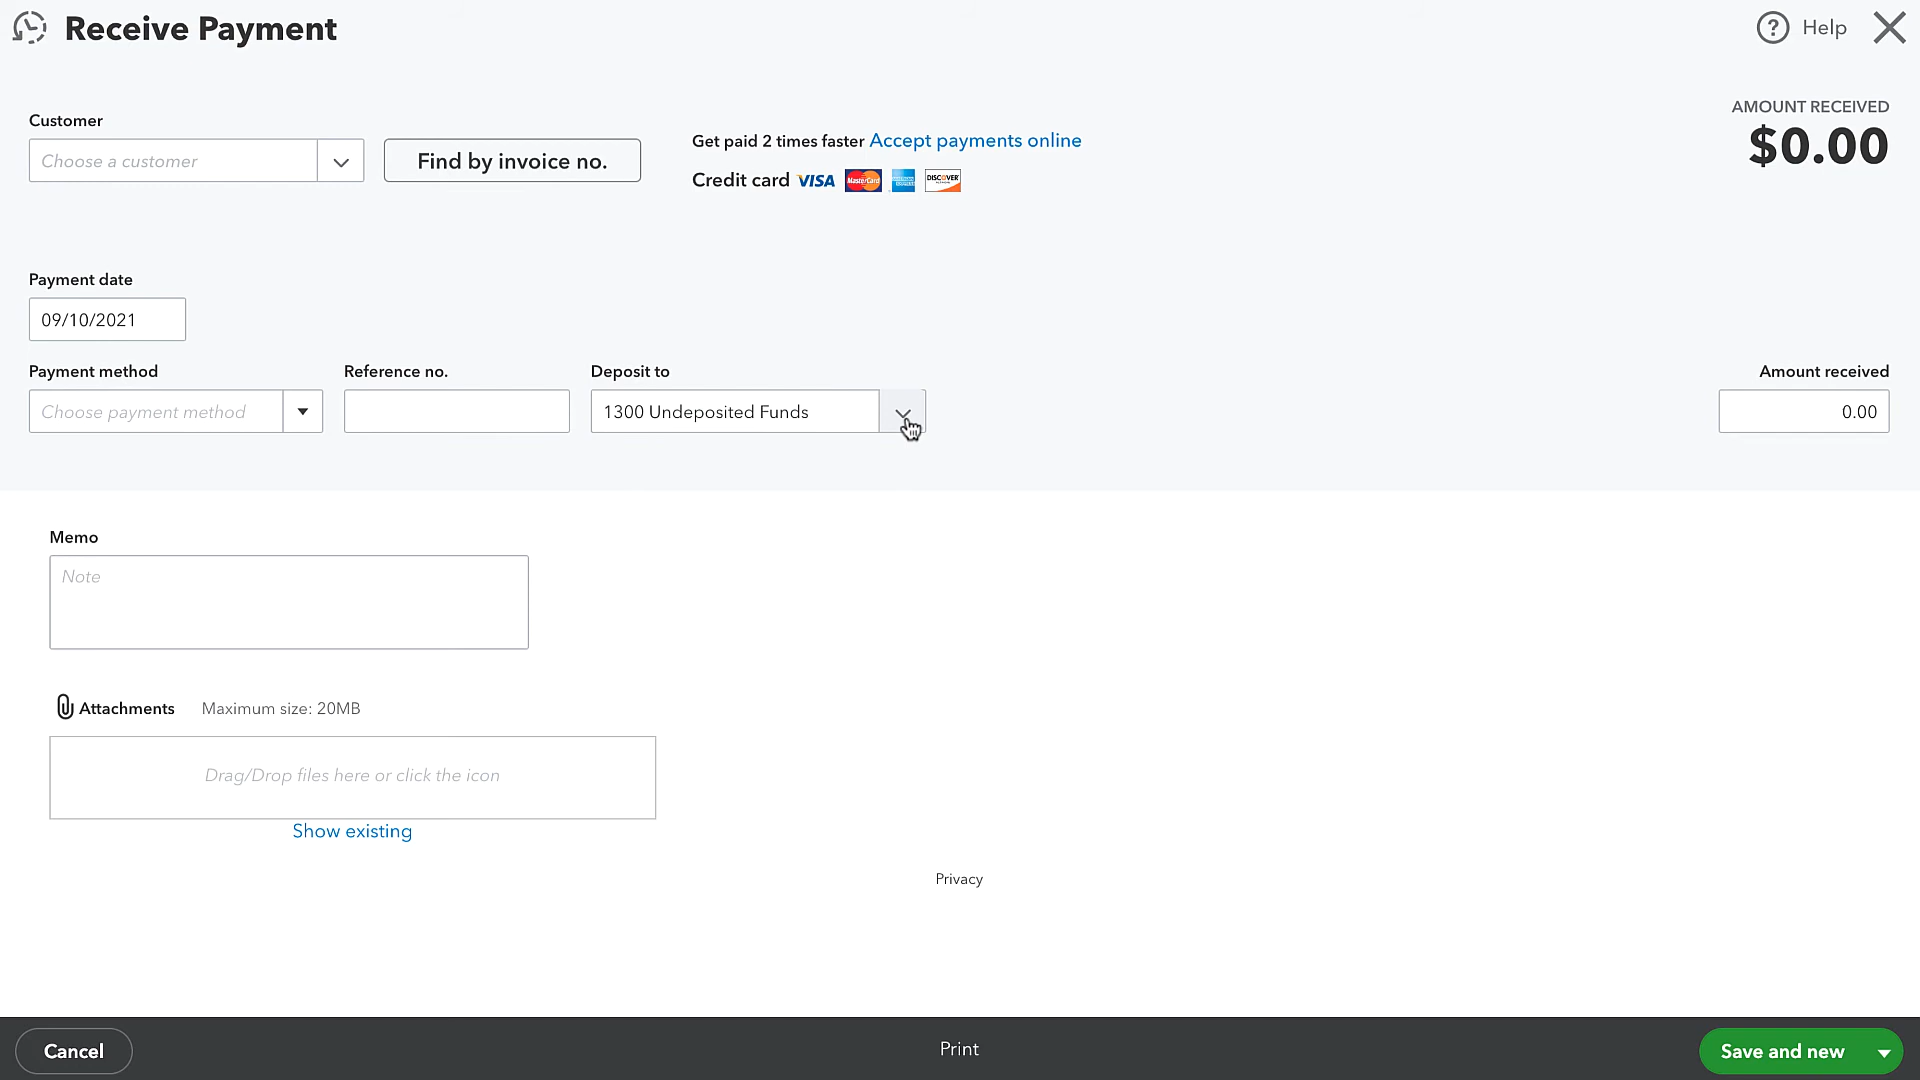 Receive Payment
? Help
Customer
Choose a customer
Find by invoice no.
Get paid 2 times faster Accept payments online
Credit card VISA MasterCard DISCOVER
AMOUNT RECEIVED
$0.00
Payment date
09/10/2021
Payment method
Choose payment method
Reference no.
Deposit to
1300 Undeposited Funds
Amount received
0.00
Memo
Note
Attachments Maximum size: 20MB
Drag/Drop files here or click the icon
Show existing
Privacy
Cancel
Print
Save and new